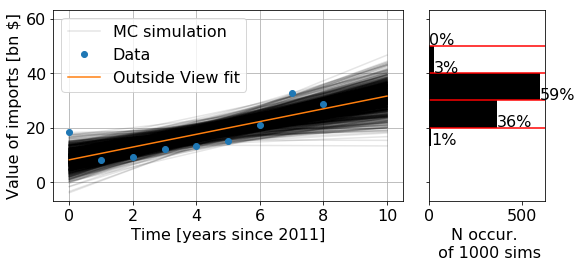 Value of imports [bn $]
60
40
20
0
MC simulation
Data
Outside View fit
0
2
4
6
8
10
Time [years since 2011]
0%
3%
59%
36%
1%
0
500
N occur.
of 1000 sims